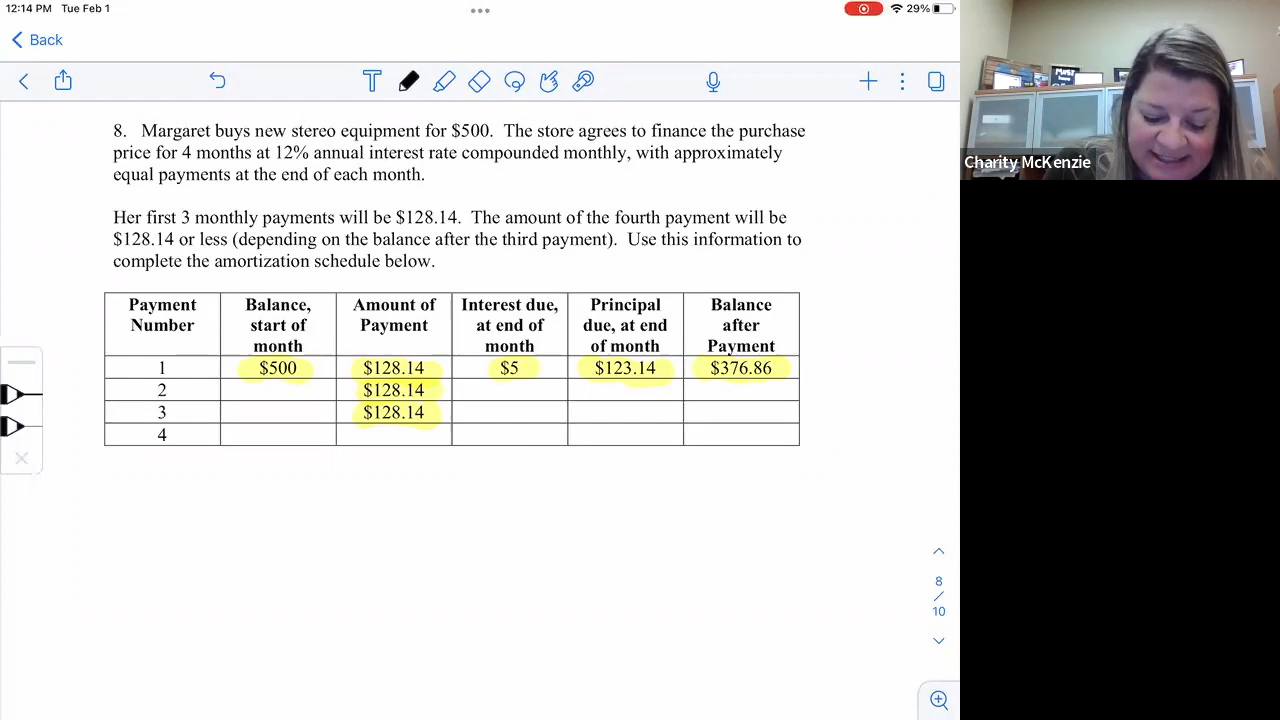 12:14 PM Tue Feb 1
29%
Back
8. Margaret buys new stereo equipment for $500. The store agrees to finance the purchase
price for 4 months at 12% annual interest rate compounded monthly, with approximately
equal payments at the end of each month.
Her first 3 monthly payments will be $128.14. The amount of the fourth payment will be
$128.14 or less (depending on the balance after the third payment). Use this information to
complete the amortization schedule below.
Payment Number Balance, start of month Amount of Payment Interest due, at end of month Principal due, at end of month Balance after Payment
1 $500 $128.14 $5 $123.14 $376.86
2 $128.14
3 $128.14
4
8
/
10
Charity McKenzie
MUST